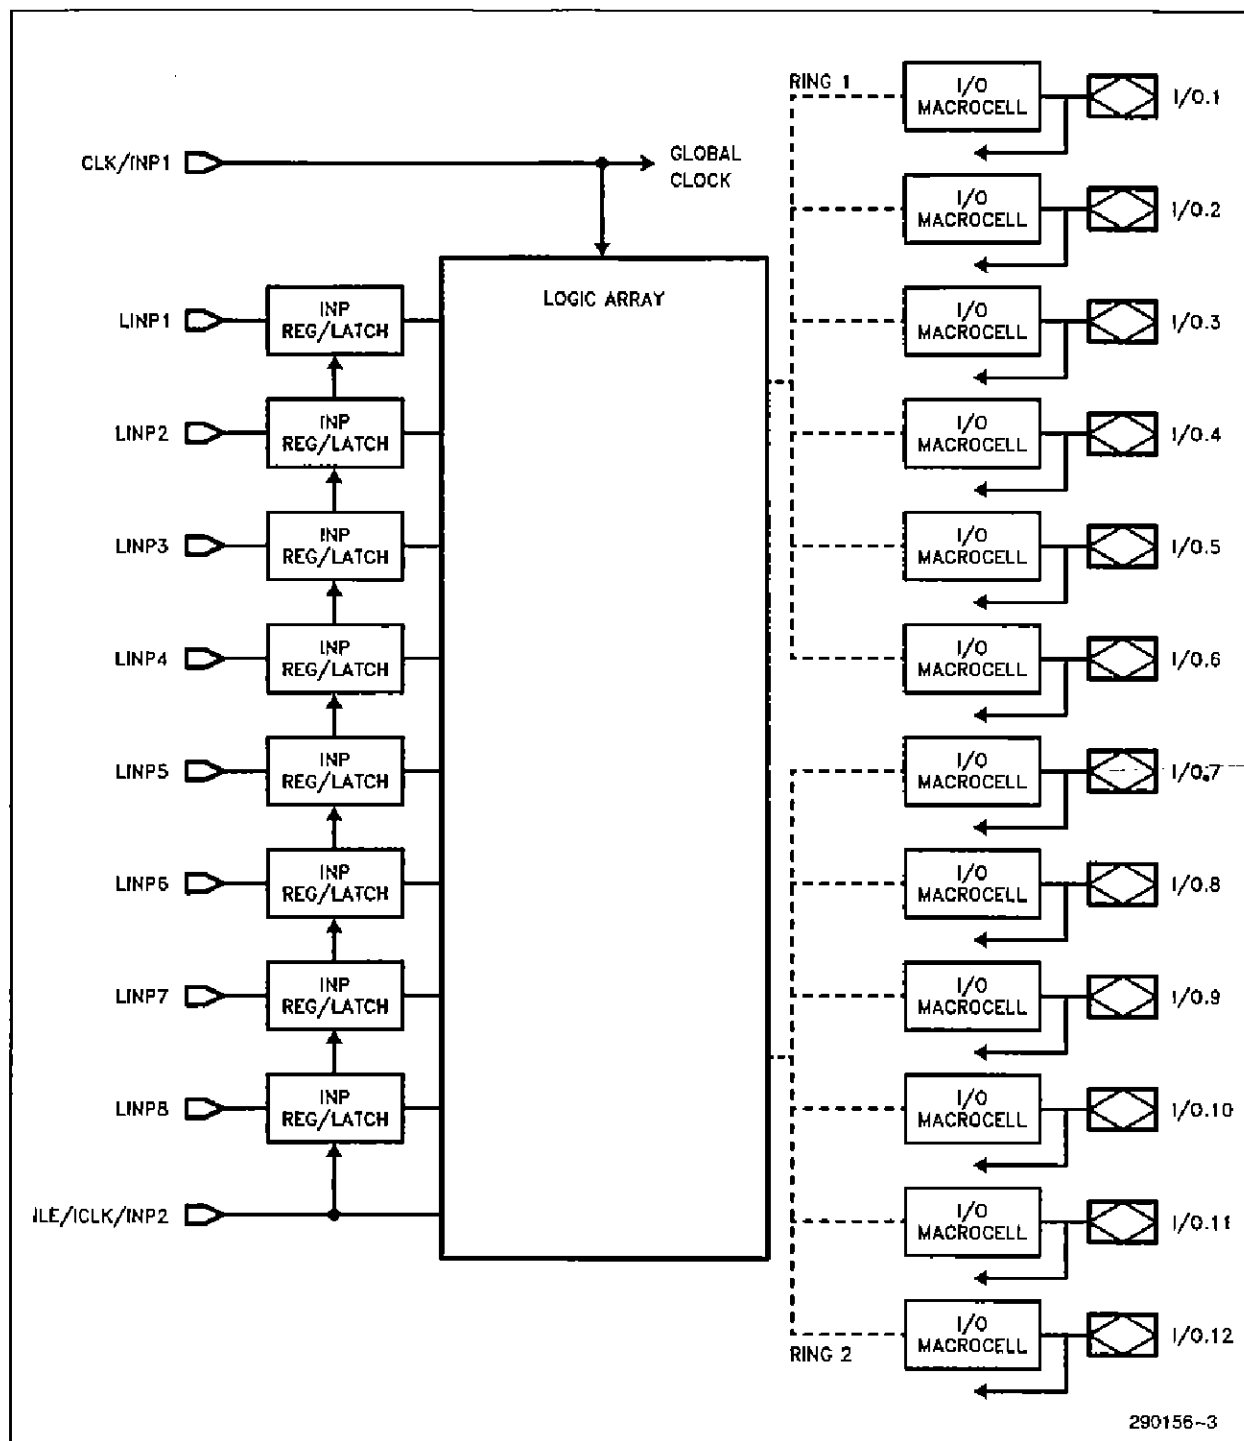 RING 1
I/O
MACROCELL
I/O.1
CLK/INP1
GLOBAL
CLOCK
I/O
MACROCELL
I/O.2
LOGIC ARRAY
LINP1
INP
REG/LATCH
I/O
MACROCELL
I/O.3
LINP2
INP
REG/LATCH
I/O
MACROCELL
I/O.4
LINP3
INP
REG/LATCH
I/O
MACROCELL
I/O.5
LINP4
INP
REG/LATCH
I/O
MACROCELL
I/O.6
LINP5
INP
REG/LATCH
I/O
MACROCELL
I/O.7
LINP6
INP
REG/LATCH
I/O
MACROCELL
I/O.8
LINP7
INP
REG/LATCH
I/O
MACROCELL
I/O.9
LINP8
INP
REG/LATCH
I/O
MACROCELL
I/O.10
ILE/ICLK/INP2
I/O
MACROCELL
I/O.11
RING 2
I/O
MACROCELL
I/O.12
290156-3